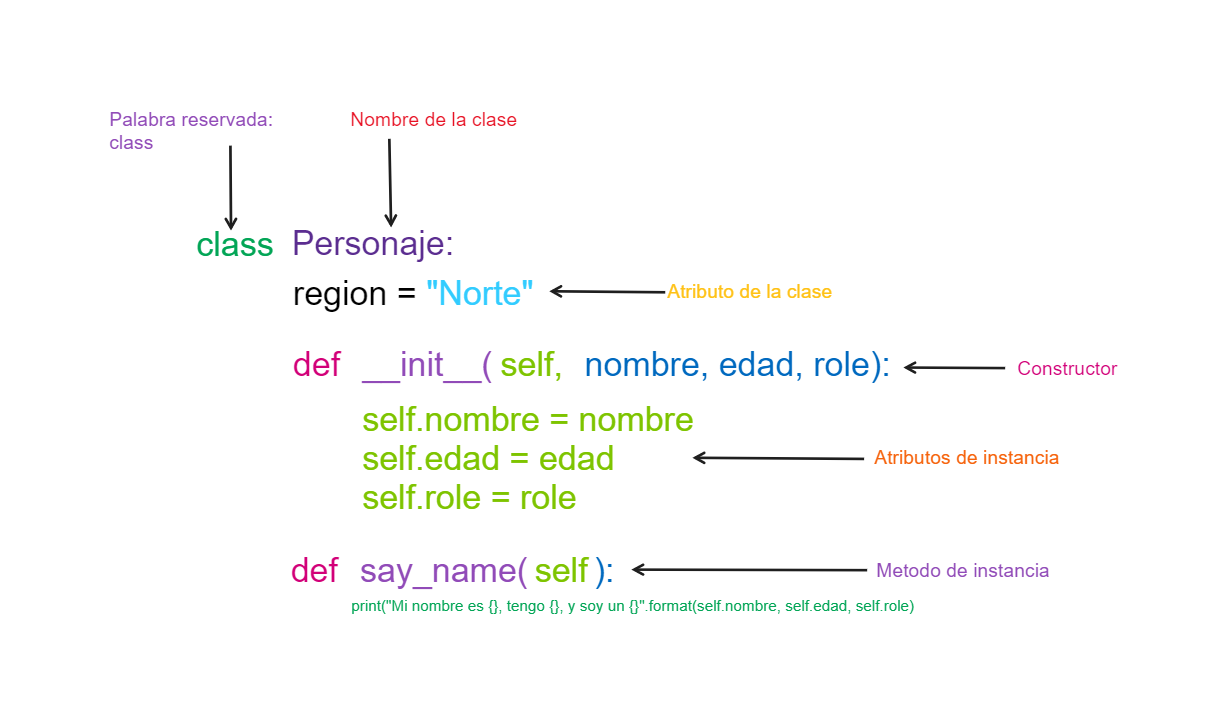 Palabra reservada:
class
Nombre de la clase
class Personaje:
region = "Norte"
Atributo de la clase
def __init__( self, nombre, edad, role):
Constructor
self.nombre = nombre
self.edad = edad
Atributos de instancia
self.role = role
def say_name( self ):
Metodo de instancia
print("Mi nombre es {}, tengo {}, y soy un {}".format(self.nombre, self.edad, self.role)